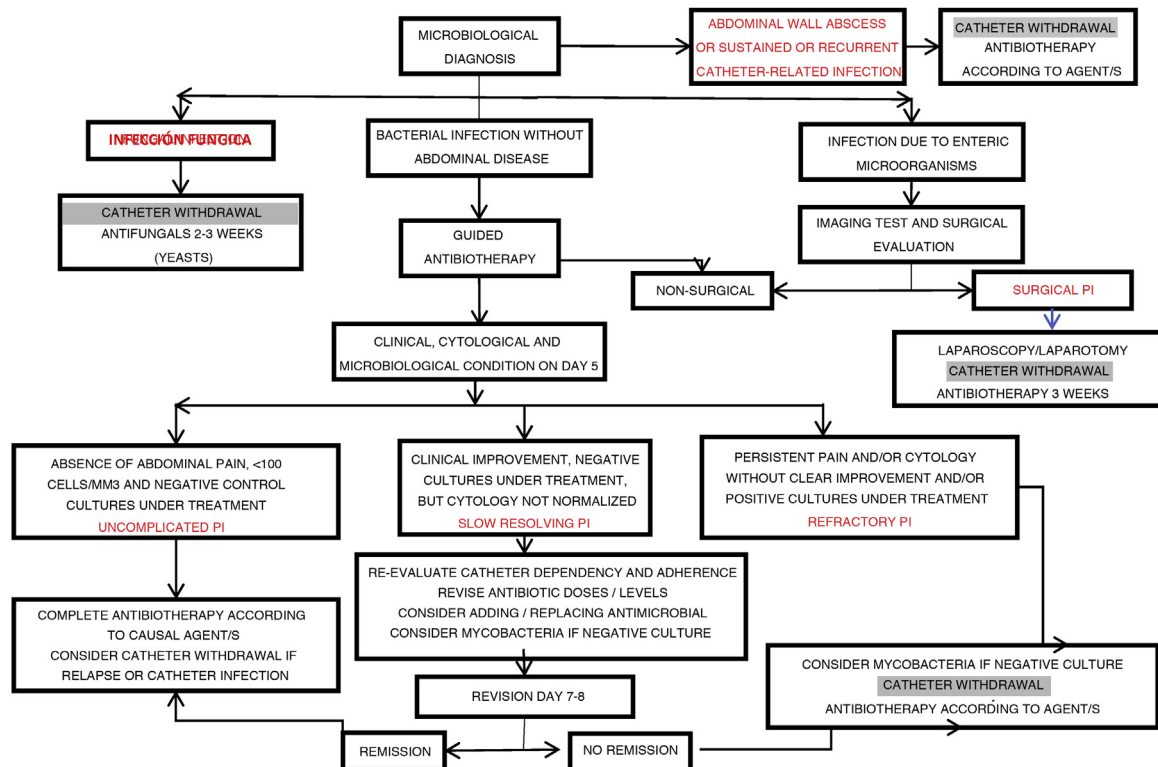 MICROBIOLOGICAL
DIAGNOSIS
ABDOMINAL WALL ABSCESS
OR SUSTAINED OR RECURRENT
CATHETER-RELATED INFECTION
CATHETER WITHDRAWAL
ANTIBIOTHERAPY
ACCORDING TO AGENT/S
INFECCIÓN FUNGICA
BACTERIAL INFECTION WITHOUT
ABDOMINAL DISEASE
INFECTION DUE TO ENTERIC
MICROORGANISMS
CATHETER WITHDRAWAL
ANTIFUNGALS 2-3 WEEKS
(YEASTS)
GUIDED
ANTIBIOTHERAPY
IMAGING TEST AND SURGICAL
EVALUATION
NON-SURGICAL
SURGICAL PI
CLINICAL, CYTOLOGICAL AND
MICROBIOLOGICAL CONDITION ON DAY 5
LAPAROSCOPY/LAPAROTOMY
CATHETER WITHDRAWAL
ANTIBIOTHERAPY 3 WEEKS
ABSENCE OF ABDOMINAL PAIN, <100
CELLS/MM3 AND NEGATIVE CONTROL
CULTURES UNDER TREATMENT
UNCOMPLICATED PI
CLINICAL IMPROVEMENT, NEGATIVE
CULTURES UNDER TREATMENT,
BUT CYTOLOGY NOT NORMALIZED
SLOW RESOLVING PI
PERSISTENT PAIN AND/OR CYTOLOGY
WITHOUT CLEAR IMPROVEMENT AND/OR
POSITIVE CULTURES UNDER TREATMENT
REFRACTORY PI
COMPLETE ANTIBIOTHERAPY ACCORDING
TO CAUSAL AGENT/S
CONSIDER CATHETER WITHDRAWAL IF
RELAPSE OR CATHETER INFECTION
RE-EVALUATE CATHETER DEPENDENCY AND ADHERENCE
REVISE ANTIBIOTIC DOSES / LEVELS
CONSIDER ADDING / REPLACING ANTIMICROBIAL
CONSIDER MYCOBACTERIA IF NEGATIVE CULTURE
CONSIDER MYCOBACTERIA IF NEGATIVE CULTURE
CATHETER WITHDRAWAL
ANTIBIOTHERAPY ACCORDING TO AGENT/S
REVISION DAY 7-8
REMISSION
NO REMISSION